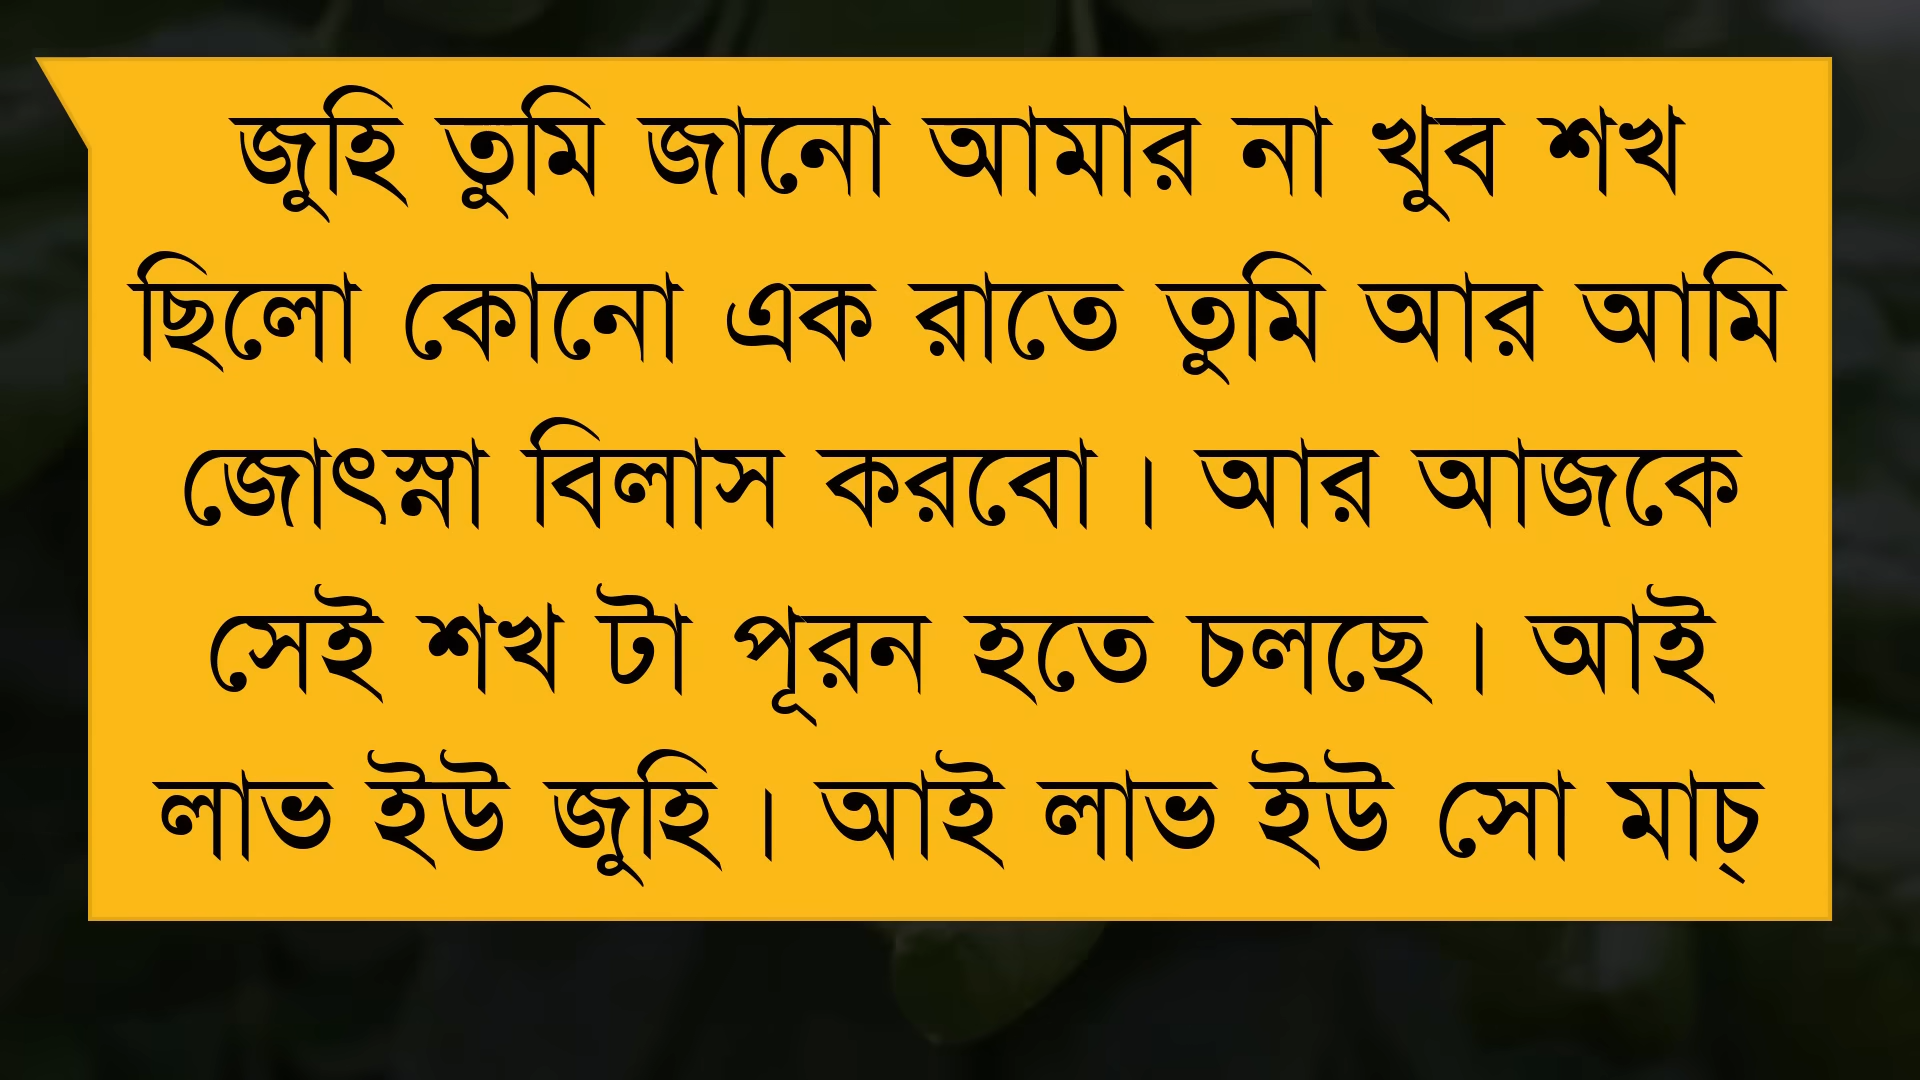 জুহি তুমি জানো আমার না খুব শখ
ছিলো কোনো এক রাতে তুমি আর আমি
জোৎস্না বিলাস করবো। আর আজকে
সেই শখ টা পূরন হতে চলছে। আই
লাভ ইউ জুহি। আই লাভ ইউ সো মাচ্